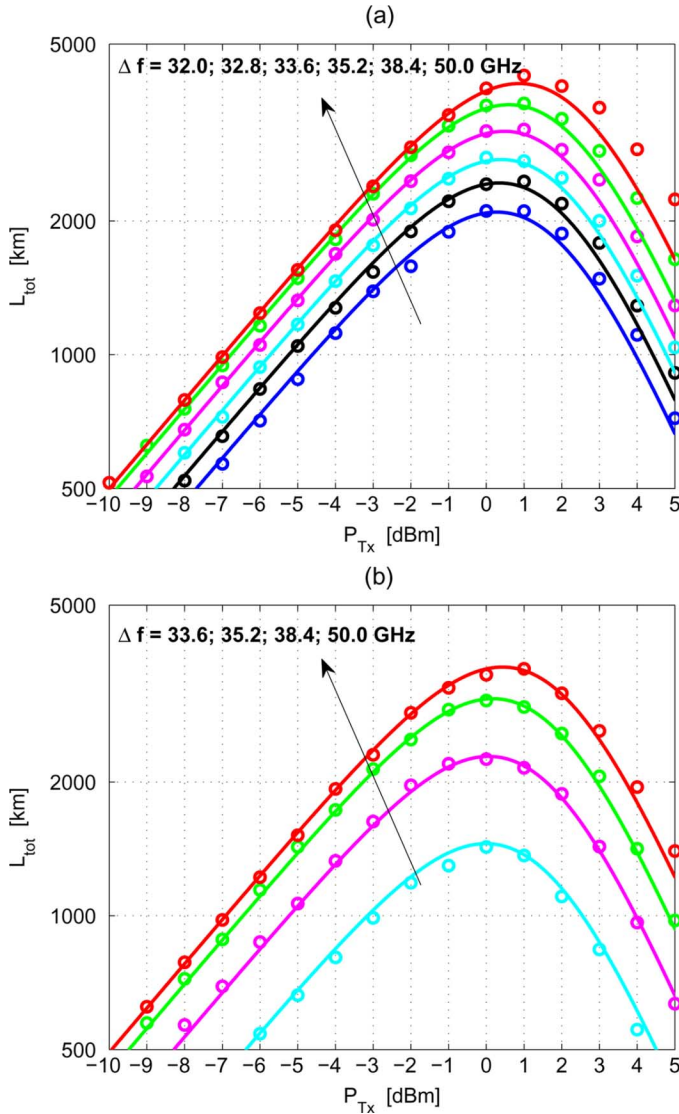 (a)
5000
Δ f = 32.0; 32.8; 33.6; 35.2; 38.4; 50.0 GHz
2000
L_tot [km]
1000
500
−10 −9 −8 −7 −6 −5 −4 −3 −2 −1 0 1 2 3 4 5
P_Tx [dBm]
(b)
5000
Δ f = 33.6; 35.2; 38.4; 50.0 GHz
2000
L_tot [km]
1000
500
−10 −9 −8 −7 −6 −5 −4 −3 −2 −1 0 1 2 3 4 5
P_Tx [dBm]